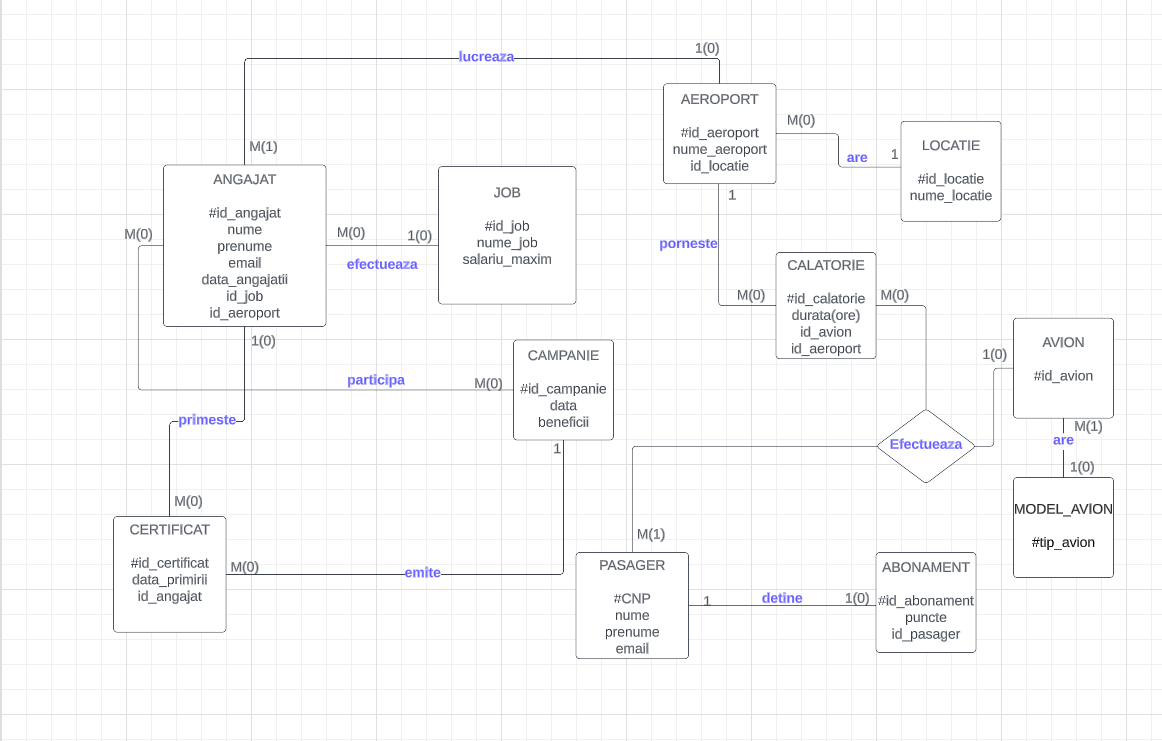 lucreaza
1(0)
M(1)
AEROPORT
#id_aeroport
nume_aeroport
id_locatie
M(0)
are
1
LOCATIE
#id_locatie
nume_locatie
ANGAJAT
#id_angajat
nume
prenume
email
data_angajatii
id_job
id_aeroport
M(0)
M(0)
1(0)
efectueaza
JOB
#id_job
nume_job
salariu_maxim
1
porneste
M(0)
CALATORIE
#id_calatorie
durata(ore)
id_avion
id_aeroport
M(0)
1(0)
AVION
#id_avion
1(0)
participa
M(0)
CAMPANIE
#id_campanie
data
beneficii
1
primeste
M(0)
Efectueaza
M(1)
are
1(0)
MODEL_AVION
#tip_avion
CERTIFICAT
#id_certificat
data_primirii
id_angajat
M(0)
emite
M(1)
PASAGER
#CNP
nume
prenume
email
1
detine
1(0)
ABONAMENT
#id_abonament
puncte
id_pasager